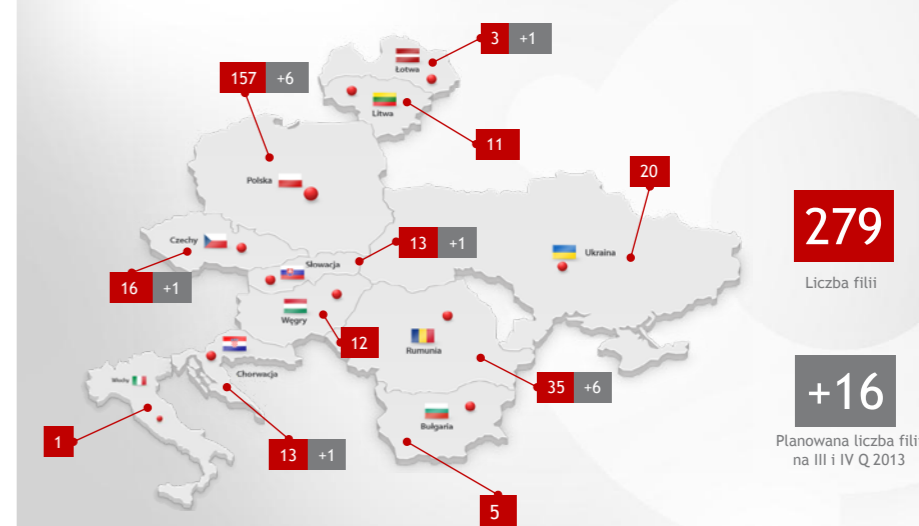 3 +1
Łotwa
157 +6
Litwa
11
20
Polska
279
Czechy
13 +1
Ukraina
Słowacja
Liczba filii
16 +1
Węgry
12
Rumunia
Chorwacja
+16
Włochy
35 +6
Bułgaria
Planowana liczba filii
na III i IV Q 2013
1
13 +1
5